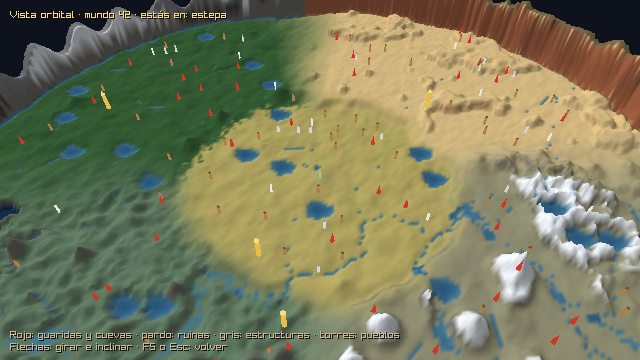 Vista orbital · mundo 42 · estás en: estepa
Rojo: guaridas y cuevas · pardo: ruinas · gris: estructuras · torres: pueblos
Flechas: girar e inclinar · F5 o Esc: volver